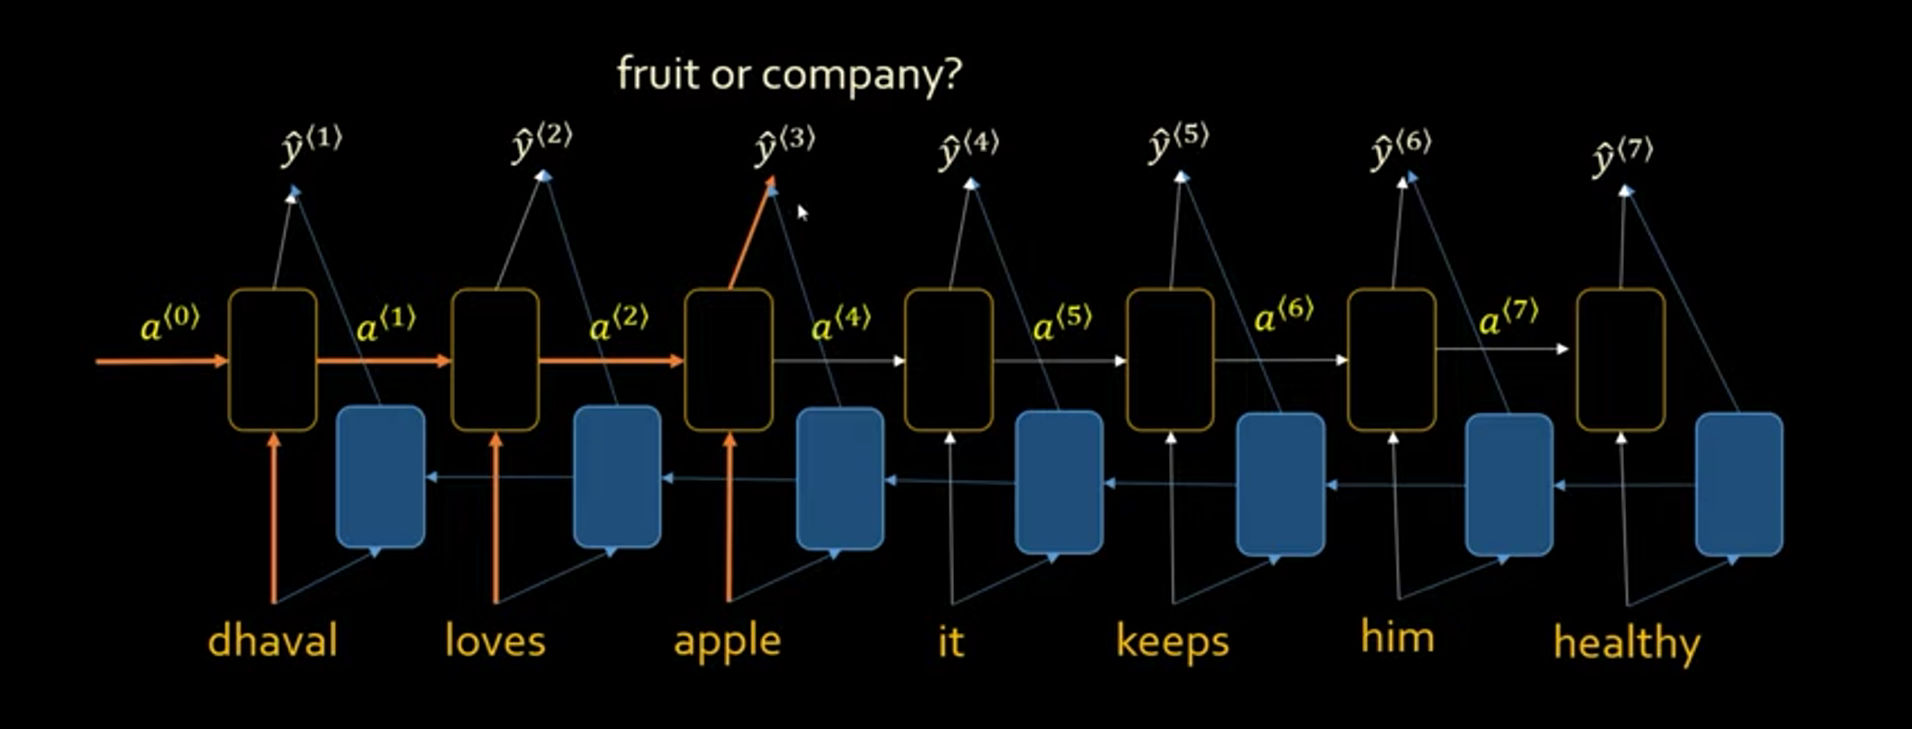 fruit or company?
ŷ⟨1⟩ ŷ⟨2⟩ ŷ⟨3⟩ ŷ⟨4⟩ ŷ⟨5⟩ ŷ⟨6⟩ ŷ⟨7⟩
a⟨0⟩ a⟨1⟩ a⟨2⟩ a⟨4⟩ a⟨5⟩ a⟨6⟩ a⟨7⟩
dhaval loves apple it keeps him healthy